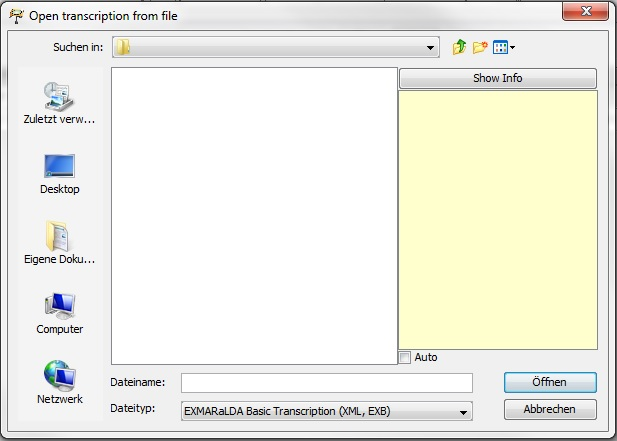 Open transcription from file
Suchen in:
Show Info
Zuletzt verw...
Desktop
Eigene Doku...
Computer
Netzwerk
Auto
Dateiname:
Öffnen
Dateityp:
EXMARaLDA Basic Transcription (XML, EXB)
Abbrechen